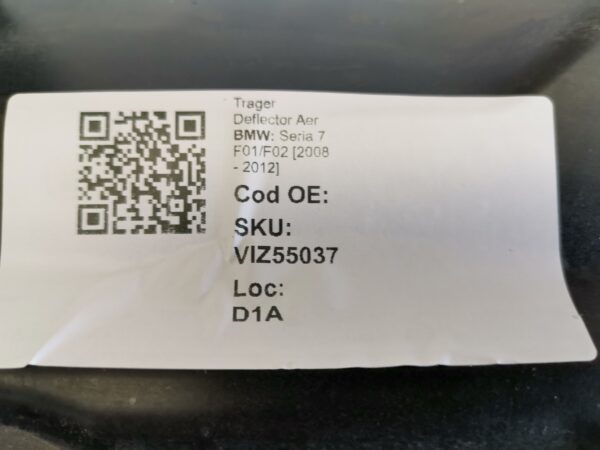 Trager
Deflector Aer
BMW: Seria 7
F01/F02 [2008
- 2012]
Cod OE:
SKU:
VIZ55037
Loc:
D1A